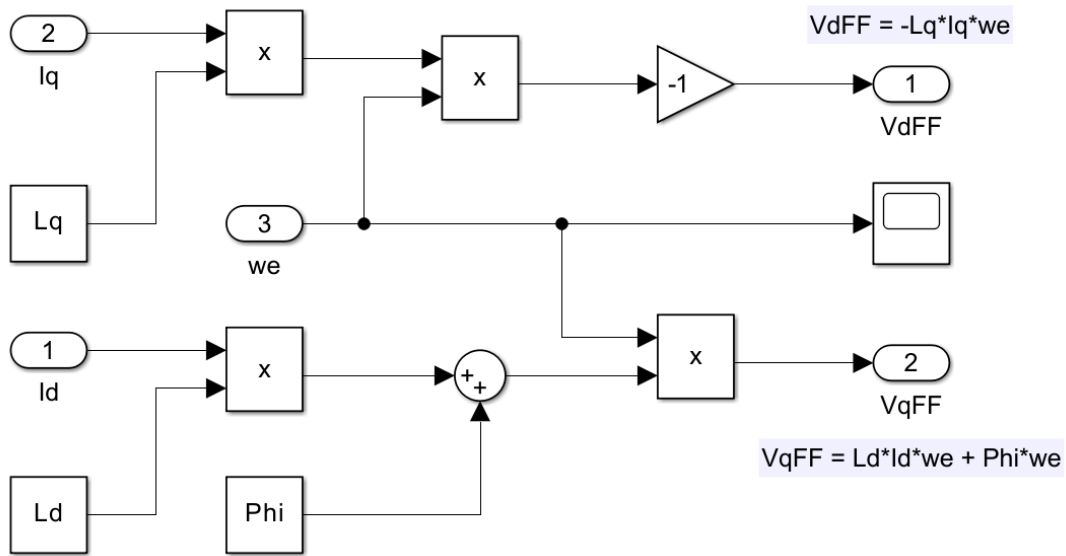 2
Iq
x
x
-1
VdFF = -Lq*Iq*we
1
VdFF
Lq
3
we
1
Id
x
+
+
x
2
VqFF
VqFF = Ld*Id*we + Phi*we
Ld
Phi